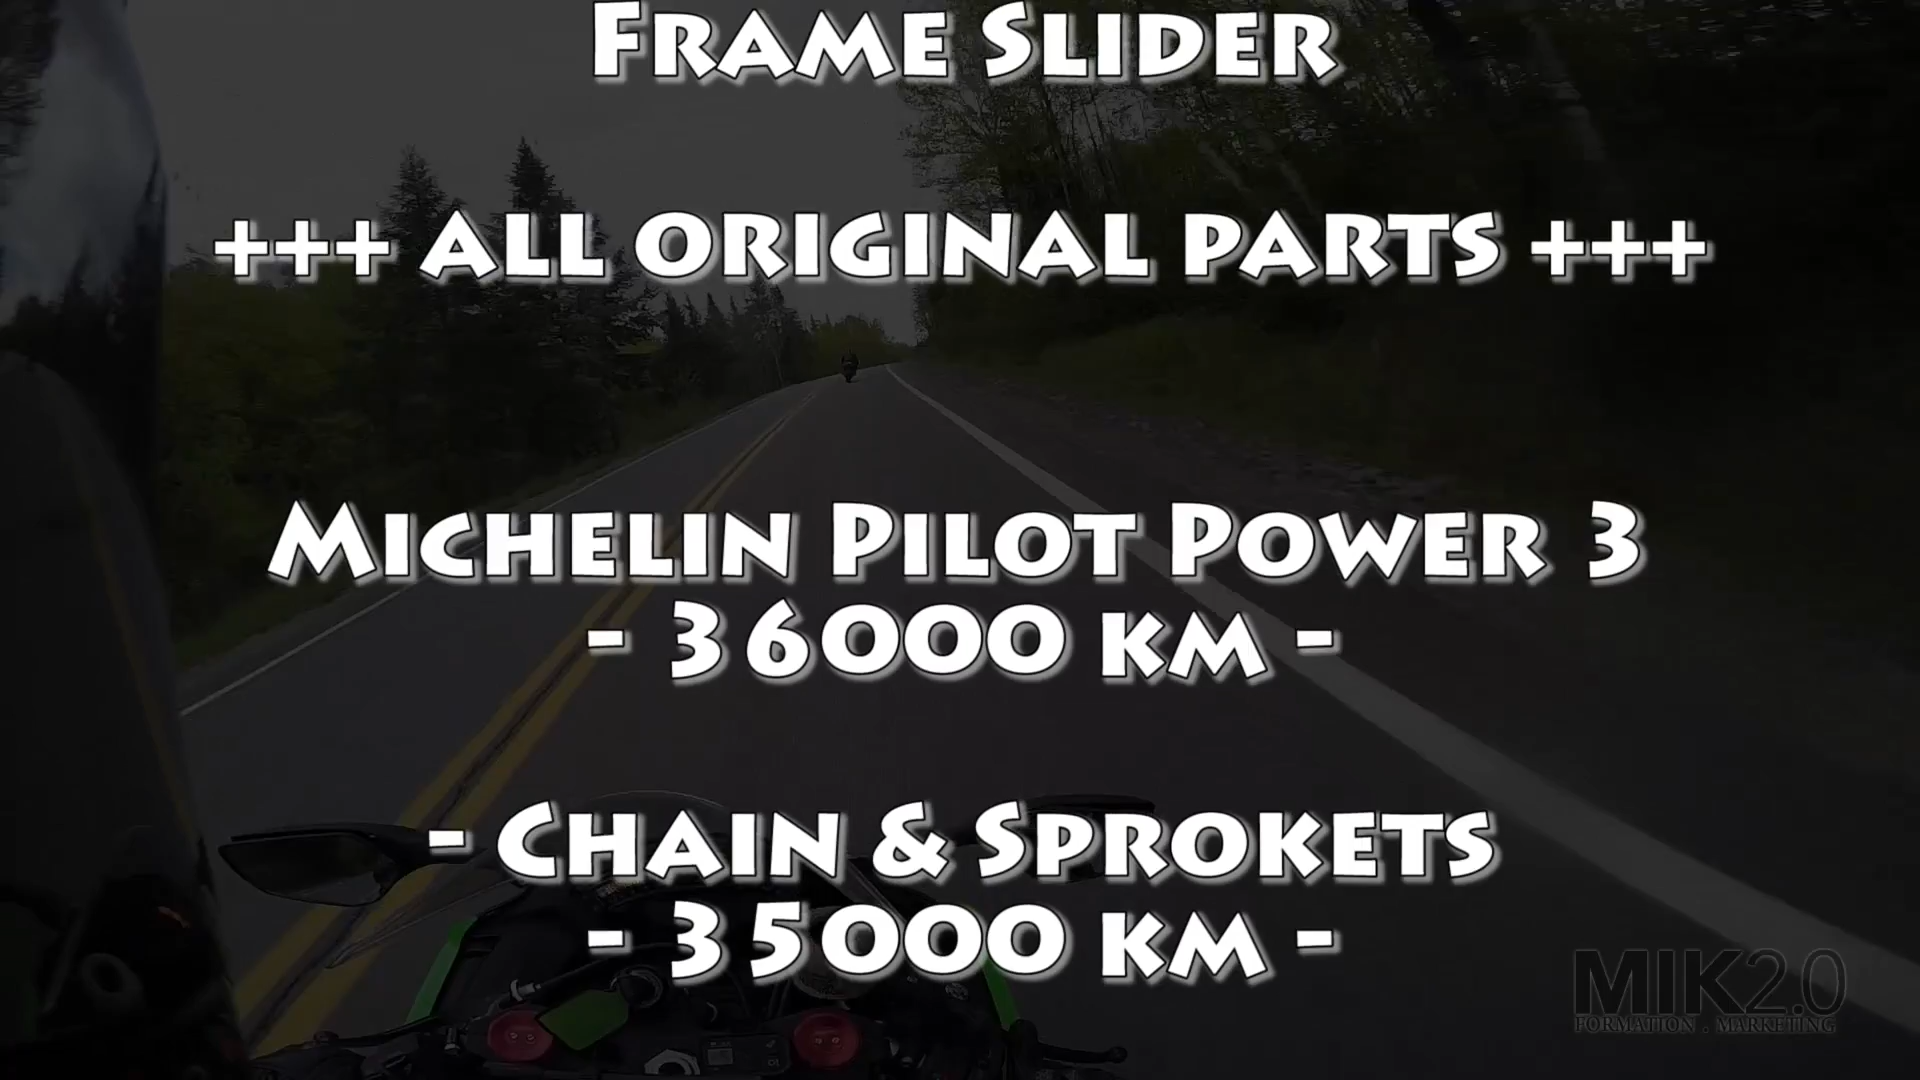 Frame Slider
+++ all original parts +++
Michelin Pilot Power 3
- 36000 km -
- Chain & Sprokets
- 35000 km -
MIK2.0
FORMATION . MARKETING